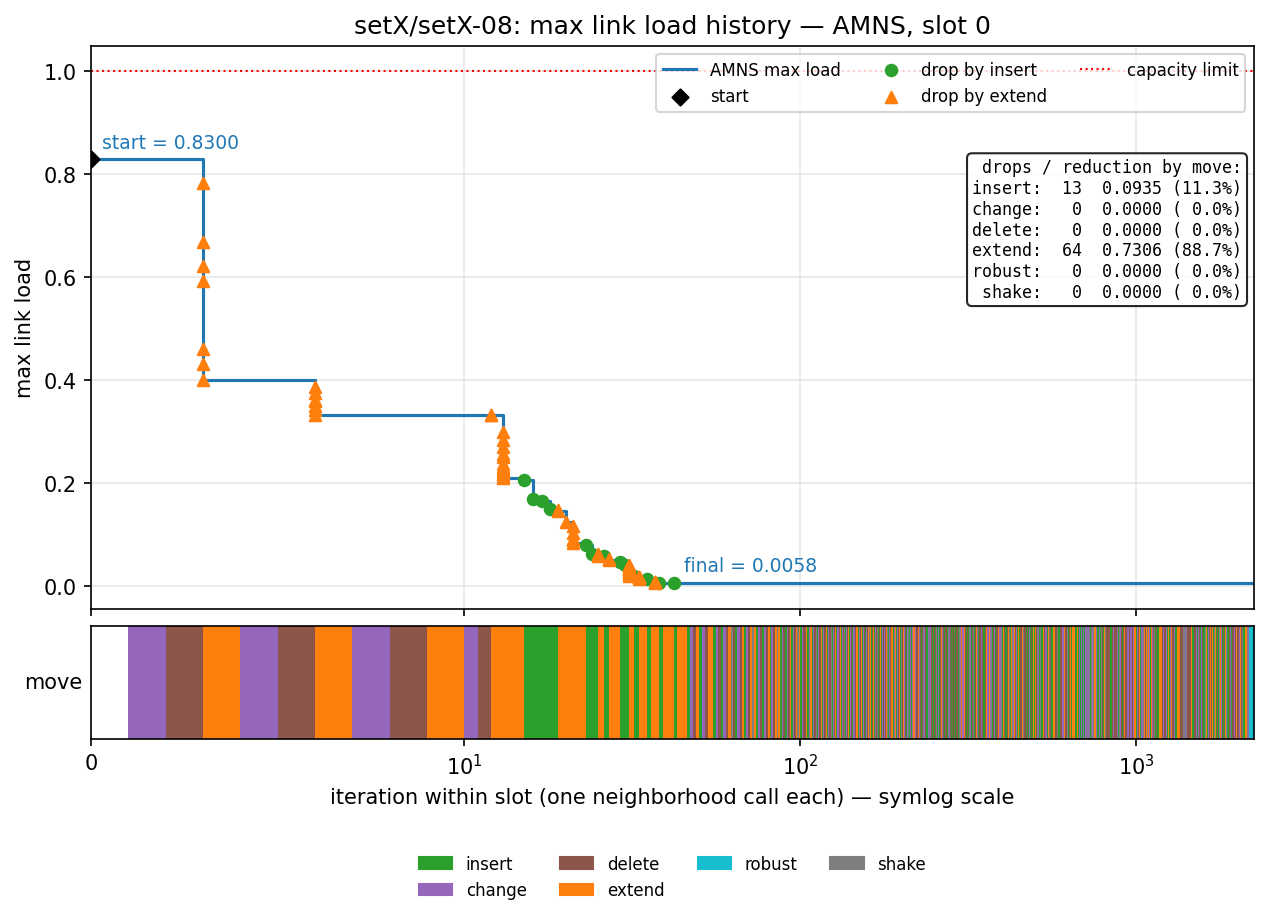 setX/setX-08: max link load history — AMNS, slot 0
AMNS max load
start
drop by insert
drop by extend
capacity limit
1.0
0.8
0.6
0.4
0.2
0.0
max link load
start = 0.8300
drops / reduction by move:
insert: 13 0.0935 (11.3%)
change: 0 0.0000 ( 0.0%)
delete: 0 0.0000 ( 0.0%)
extend: 64 0.7306 (88.7%)
robust: 0 0.0000 ( 0.0%)
shake: 0 0.0000 ( 0.0%)
final = 0.0058
move
0 10¹ 10² 10³
iteration within slot (one neighborhood call each) — symlog scale
insert delete robust shake
change extend